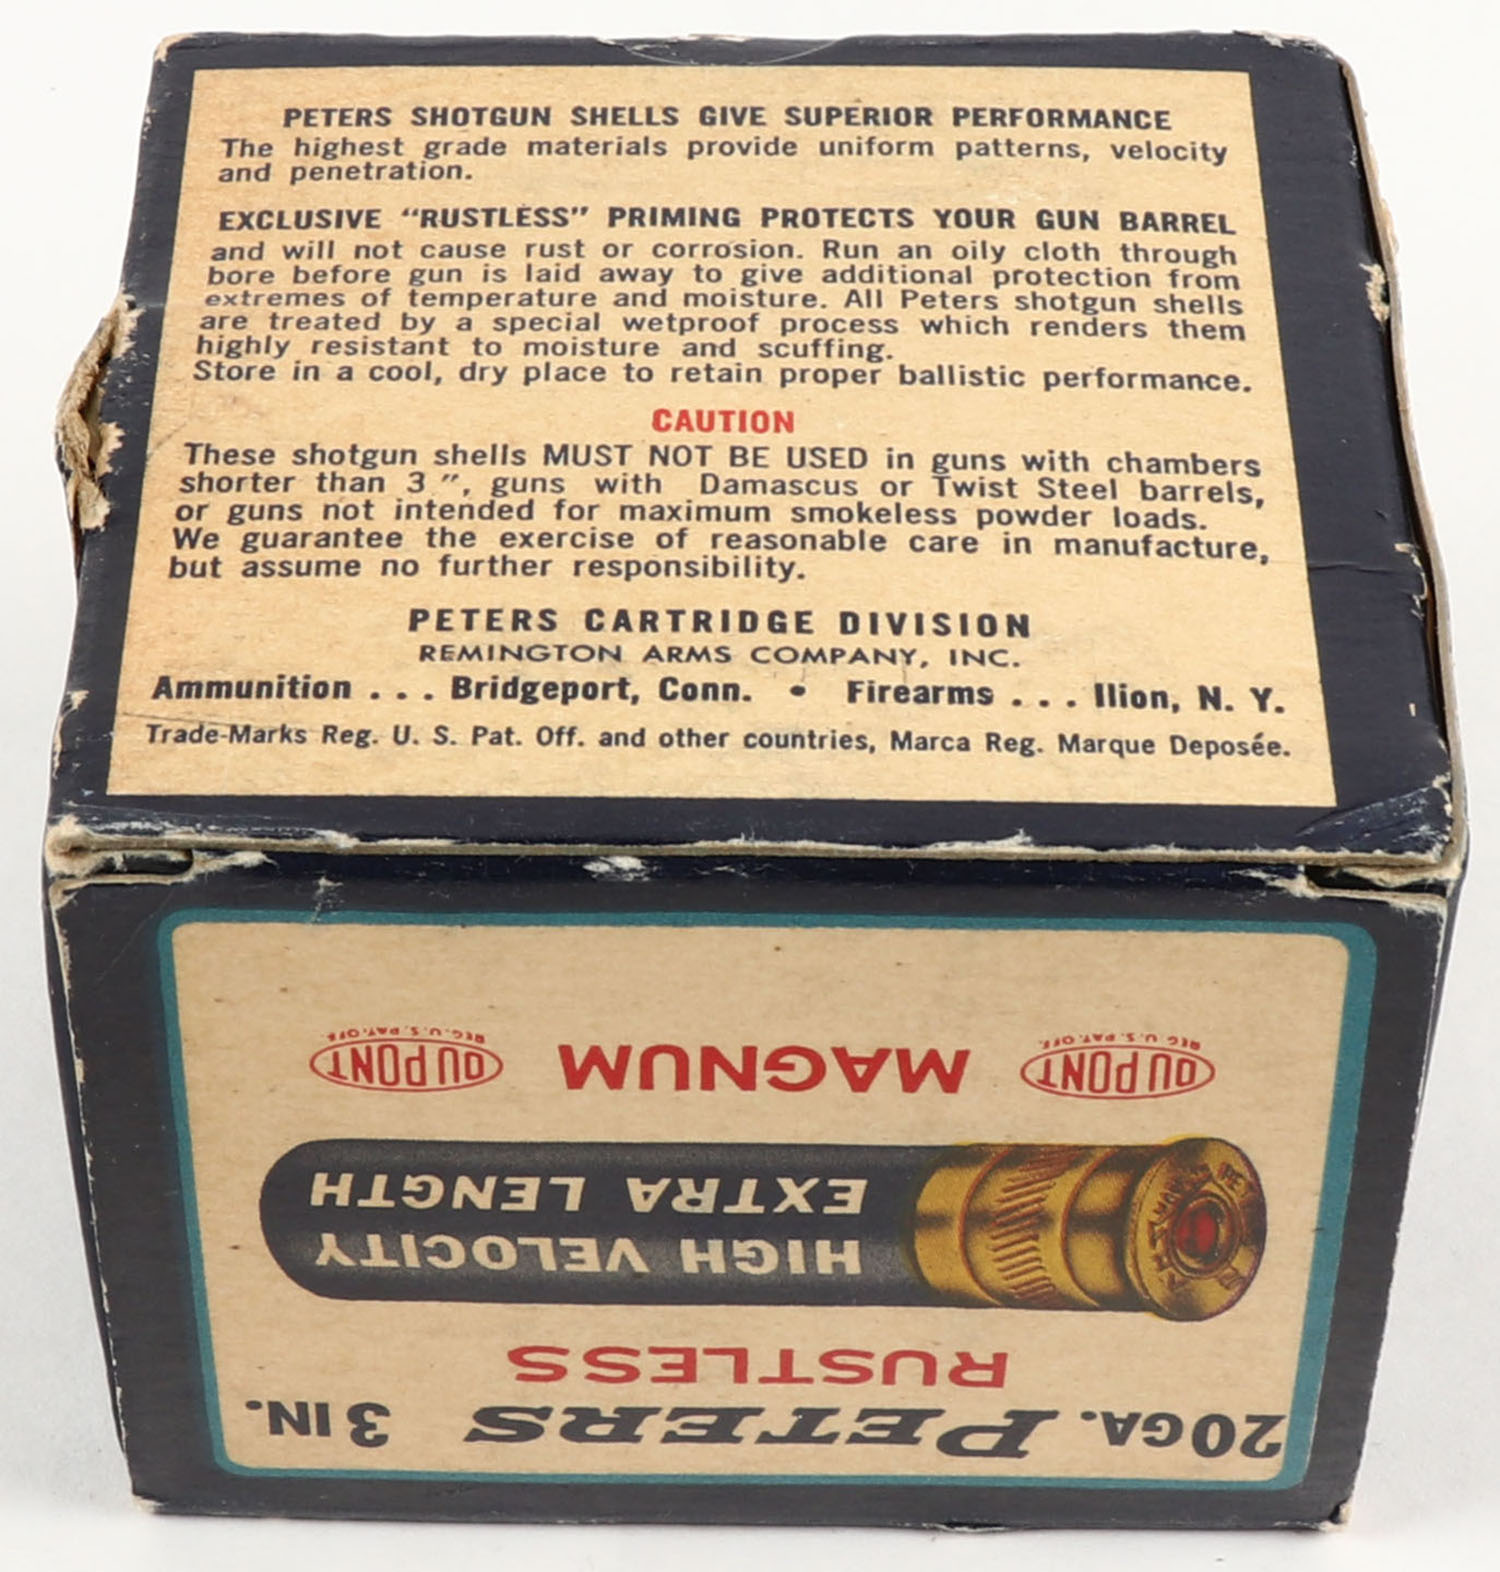 PETERS SHOTGUN SHELLS GIVE SUPERIOR PERFORMANCE
The highest grade materials provide uniform patterns, velocity
and penetration.
EXCLUSIVE “RUSTLESS” PRIMING PROTECTS YOUR GUN BARREL
and will not cause rust or corrosion. Run an oily cloth through
bore before gun is laid away to give additional protection from
extremes of temperature and moisture. All Peters shotgun shells
are treated by a special wetproof process which renders them
highly resistant to moisture and scuffing.
Store in a cool, dry place to retain proper ballistic performance.
CAUTION
These shotgun shells MUST NOT BE USED in guns with chambers
shorter than 3 ″, guns with Damascus or Twist Steel barrels,
or guns not intended for maximum smokeless powder loads.
We guarantee the exercise of reasonable care in manufacture,
but assume no further responsibility.
PETERS CARTRIDGE DIVISION
REMINGTON ARMS COMPANY, INC.
Ammunition . . . Bridgeport, Conn. • Firearms . . . Ilion, N. Y.
Trade-Marks Reg. U. S. Pat. Off. and other countries, Marca Reg. Marque Deposée.
20 GA. PETERS 3 IN.
RUSTLESS
HIGH VELOCITY
EXTRA LENGTH
DU PONT MAGNUM DU PONT
REG. U.S. PAT. OFF. REG. U.S. PAT. OFF.